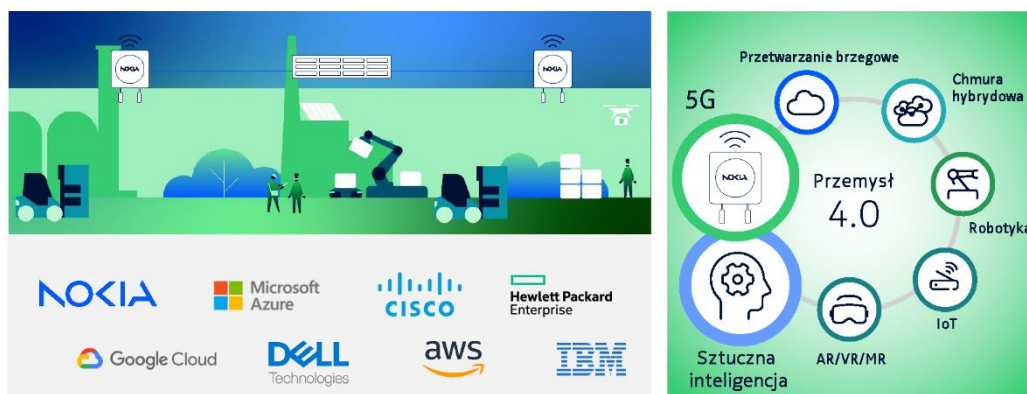 NOKIA
NOKIA
NOKIA
Microsoft
Azure
CISCO
Hewlett Packard
Enterprise
Google Cloud
DELL
Technologies
aws
IBM
Przetwarzanie brzegowe
5G
Chmura
hybrydowa
NOKIA
Przemysł
4.0
Robotyka
IoT
AR/VR/MR
Sztuczna
inteligencja